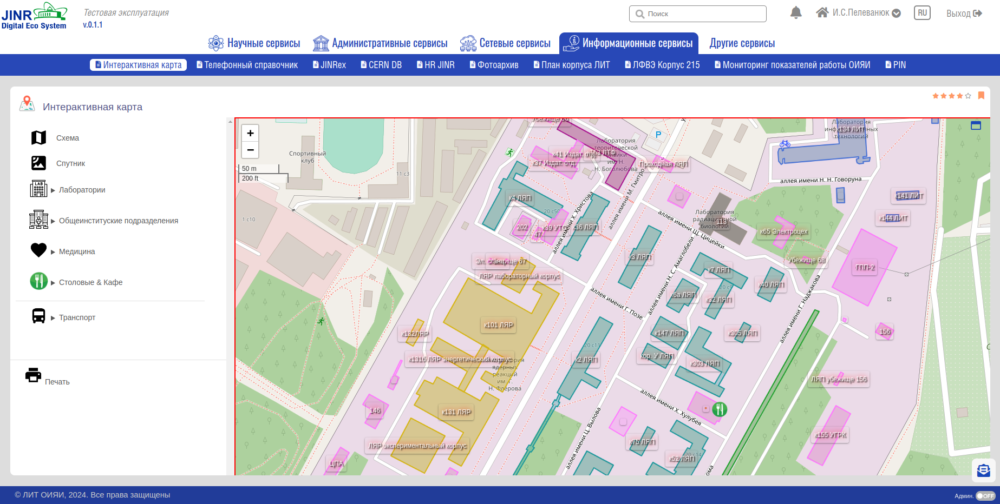 JINR
Digital Eco System
Тестовая эксплуатация
v.0.1.1
Поиск
И.С.Пелеванюк
RU
Выход
Научные сервисы
Административные сервисы
Сетевые сервисы
Информационные сервисы
Другие сервисы
Интерактивная карта
Телефонный справочник
JINRex
CERN DB
HR JINR
Фотоархив
План корпуса ЛИТ
ЛФВЭ Корпус 215
Мониторинг показателей работы ОИЯИ
PIN
Интерактивная карта
Схема
Спутник
LAB
Лаборатории
Общеинституские подразделения
Медицина
Столовые & Кафе
Транспорт
Печать
+
−
50 m
200 ft
Спортивный
клуб
11 с3
1 с10
Лаборатория
теоретической
физики
им. Н.
Н. Боголюбова
к41 Издат. отд.
к37 Издат. отд.
P
Проходная ЛЯП
к134 ЛИТ
Лаборатория
информационных
технологий
аллея имени Н. Н. Говоруна
к141 ЛИТ
к144 ЛИТ
к4 ЛЯП
20 с50
202
47
к39 УТС
к36 ЛЯП
аллея имени Х. Христова
аллея имени М. Гмитро
Лаборатория
радиационной
биологии
113
аллея имени Щ. Цицейки
к65 Электроцех
Убежище 68
ГПП-2
Эл. станция
Убежище 67
ЛЯР лабораторный корпус
к3 ЛЯП
аллея имени Н. С. Амаглобели
к7 ЛЯП
20 с9
к40 ЛЯП
к6а ЛЯП
к32 ЛЯП
аллея имени Г. Наджакова
аллея имени Г. Позе
к101 ЛЯР
к132ЛЯР
к147 ЛЯП
к305 ЛЯП
156
20 с11
к2 ЛЯП
кор. У ЛЯП
к303 ЛЯП
к131б ЛЯР энергетический корпус
ядерных
реакций
им. Г.
Н. Флерова
ЛЯП убежище 156
аллея имени Х. Хулубея
146
к131 ЛЯР
аллея имени Ц. Вылова
к155 УГРК
к75 ЛЯП
ЛЯР экспериментальный корпус
20 с14
к52 ЛЯП
ЦПА
© ЛИТ ОИЯИ, 2024. Все права защищены
Админ.
OFF